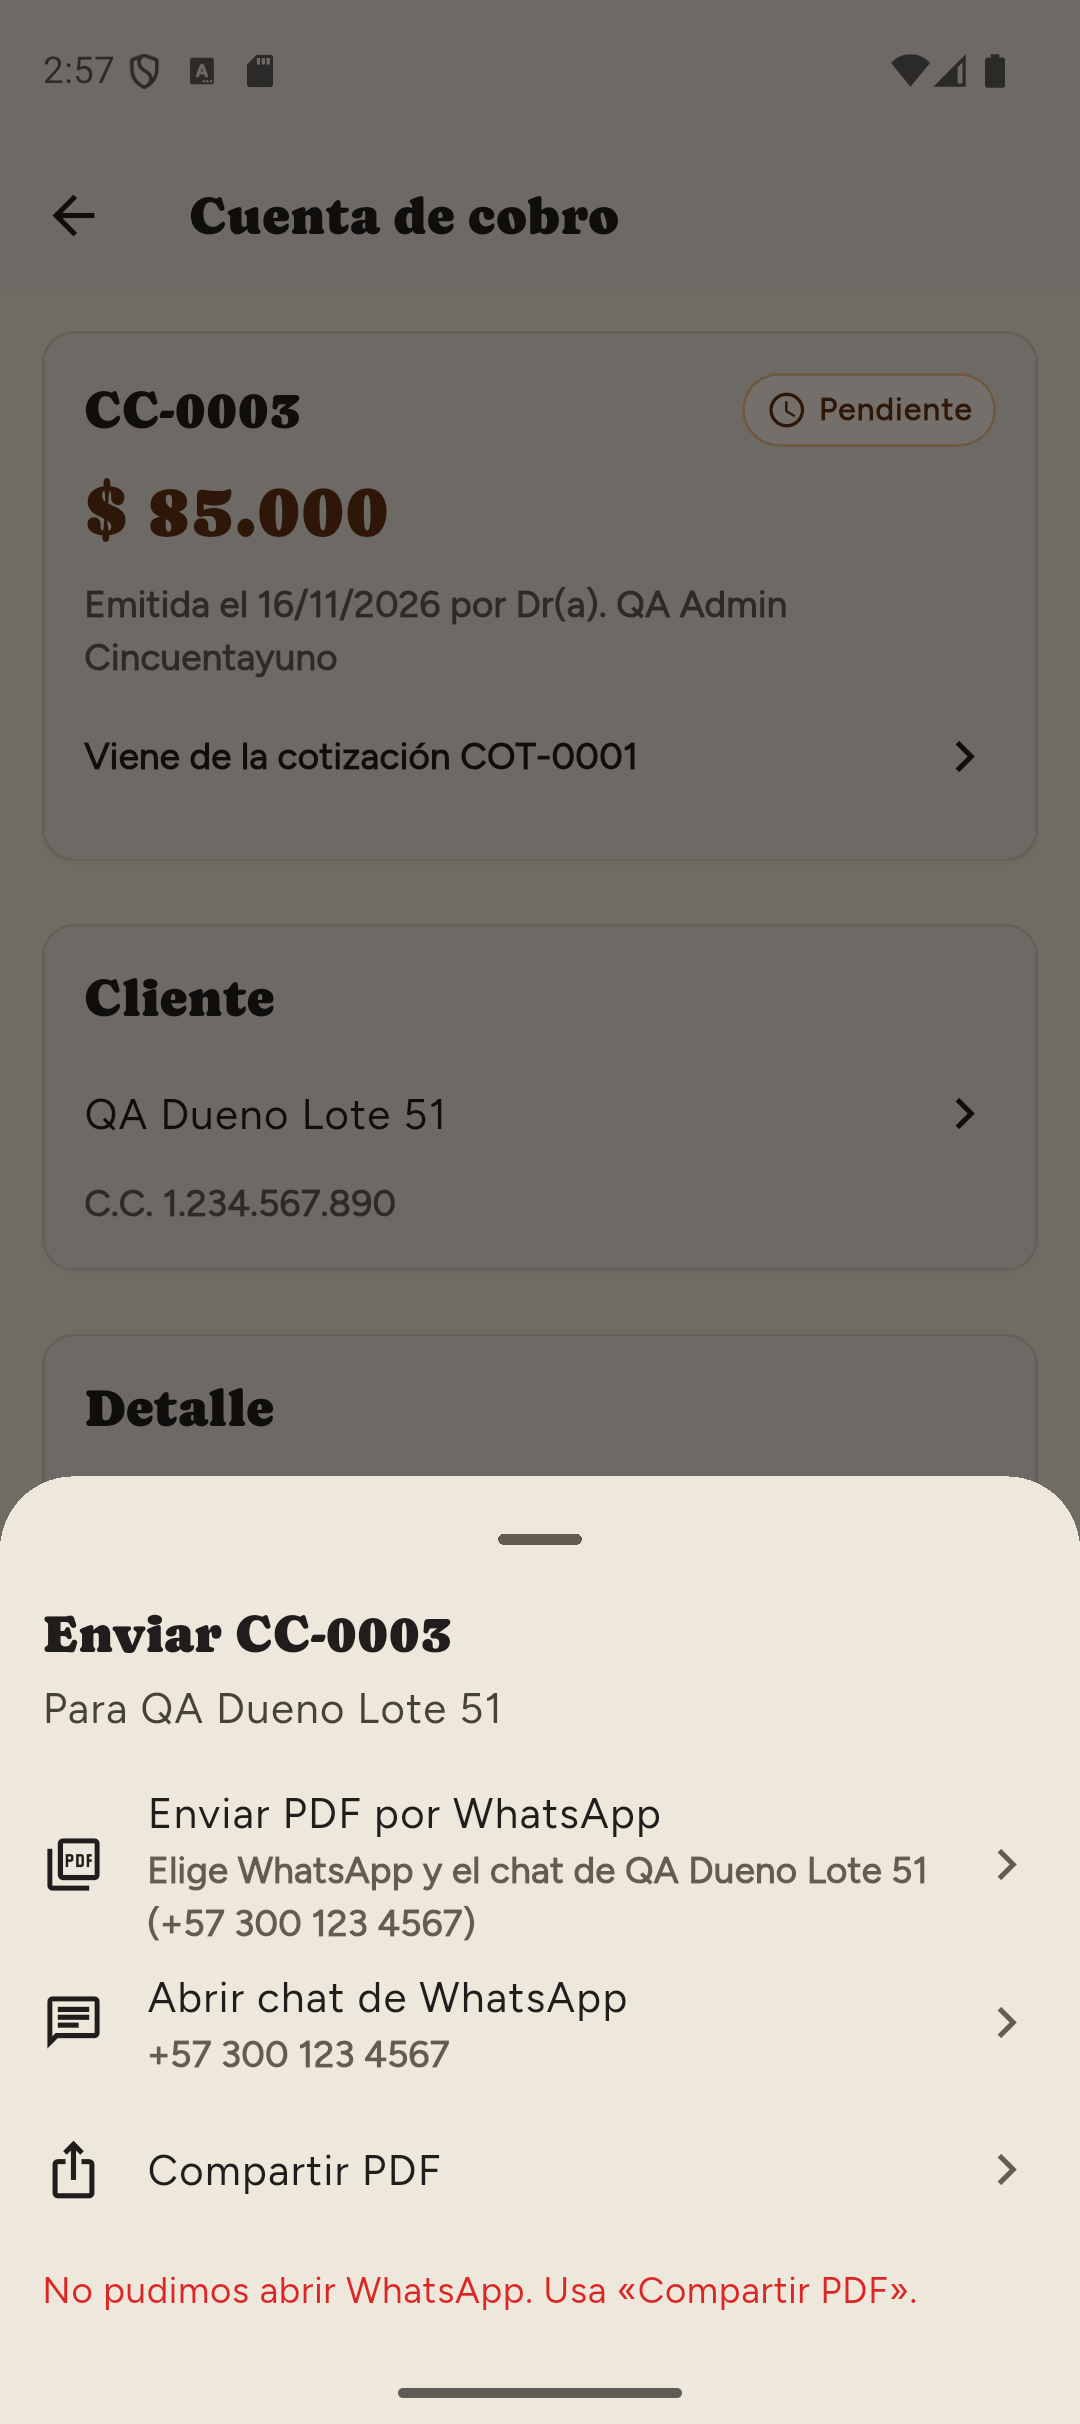 2:57
Cuenta de cobro
CC-0003
Pendiente
$ 85.000
Emitida el 16/11/2026 por Dr(a). QA Admin
Cincuentayuno
Viene de la cotización COT-0001
Cliente
QA Dueno Lote 51
C.C. 1.234.567.890
Detalle
Enviar CC-0003
Para QA Dueno Lote 51
Enviar PDF por WhatsApp
PDF
Elige WhatsApp y el chat de QA Dueno Lote 51
(+57 300 123 4567)
Abrir chat de WhatsApp
+57 300 123 4567
Compartir PDF
No pudimos abrir WhatsApp. Usa «Compartir PDF».